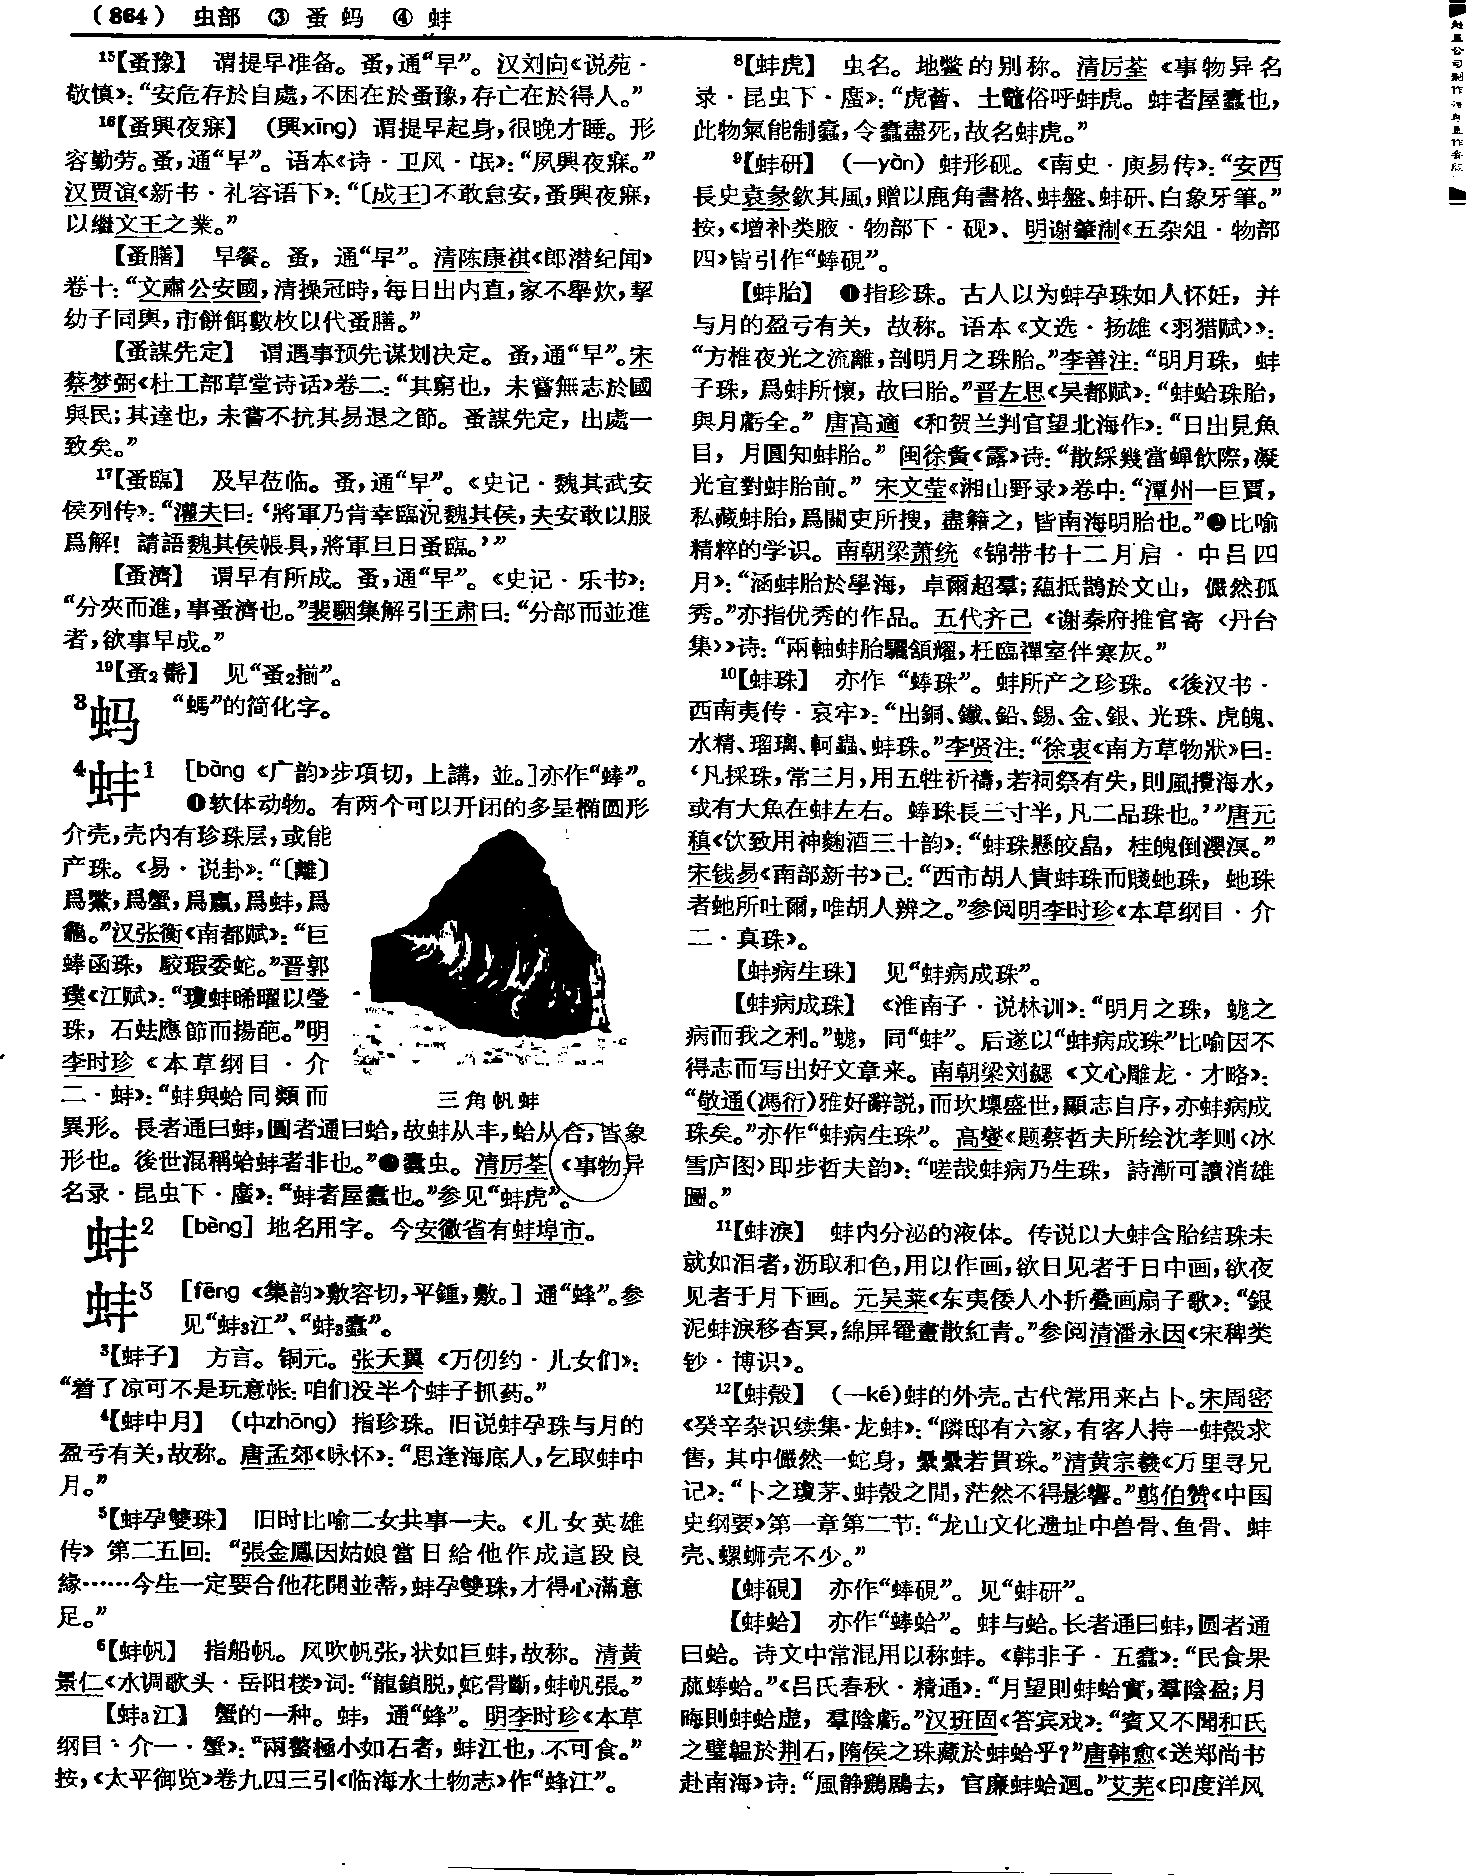 （864） 虫部 ③ 蚤 蚂 ④ 蚌
15【蚤豫】 谓提早准备。蚤，通“早”。汉刘向《说苑·
敬慎》：“安危存於自處，不困在於蚤豫，存亡在於得人。”
16【蚤興夜寐】 （興xīng）谓提早起身，很晚才睡。形
容勤劳。蚤，通“早”。语本《诗·卫风·氓》：“夙興夜寐。”
汉贾谊《新书·礼容语下》：“〔成王〕不敢怠安，蚤興夜寐，
以繼文王之業。”
【蚤膳】 早餐。蚤，通“早”。清陈康祺《郎潜纪闻》
卷十：“文肅公安國，清操冠時，每日出内直，家不舉炊，挈
幼子同輿，市餅餌數枚以代蚤膳。”
【蚤謀先定】 谓遇事预先谋划决定。蚤，通“早”。宋
蔡梦弼《杜工部草堂诗话》卷二：“其窮也，未嘗無志於國
與民；其達也，未嘗不抗其易退之節。蚤謀先定，出處一
致矣。”
17【蚤臨】 及早莅临。蚤，通“早”。《史记·魏其武安
侯列传》：“灌夫曰：‘將軍乃肯幸臨況魏其侯，夫安敢以服
爲解！請語魏其侯帳具，將軍旦日蚤臨。’”
【蚤濟】 谓早有所成。蚤，通“早”。《史记·乐书》：
“分夾而進，事蚤濟也。”裴駰集解引王肃曰：“分部而並進
者，欲事早成。”
19【蚤2鬋】 见“蚤2揃”。
3蚂 “螞”的简化字。
4蚌1 [bàng《广韵》步項切，上講，並。]亦作“蜯”。
❶软体动物。有两个可以开闭的多呈椭圆形
介壳，壳内有珍珠层，或能
产珠。《易·说卦》：“〔離〕
爲鱉，爲蟹，爲蠃，爲蚌，爲
龜。”汉张衡《南都赋》：“巨
蜯函珠，駮瑕委蛇。”晋郭
璞《江赋》：“瓊蚌晞曜以瑩
珠，石蚨應節而揚葩。”明
李时珍《本草纲目·介
二·蚌》：“蚌與蛤同類而
三角帆蚌
異形。長者通曰蚌，圓者通曰蛤，故蚌从丰，蛤从合，皆象
形也。後世混稱蛤蚌者非也。”❷蠹虫。清厉荃《事物异
名录·昆虫下·䗪》：“蚌者屋蠹也。”参见“蚌虎”。
蚌2 [bèng]地名用字。今安徽省有蚌埠市。
蚌3 [fēng《集韵》敷容切，平鍾，敷。]通“蜂”。参
见“蚌3江”、“蚌3蠚”。
3【蚌子】 方言。铜元。张天翼《万仞约·儿女们》：
“着了凉可不是玩意帐：咱们没半个蚌子抓药。”
4【蚌中月】 （中zhōng）指珍珠。旧说蚌孕珠与月的
盈亏有关，故称。唐孟郊《咏怀》：“思逢海底人，乞取蚌中
月。”
5【蚌孕雙珠】 旧时比喻二女共事一夫。《儿女英雄
传》第二五回：“張金鳳因姑娘當日給他作成這段良
緣……今生一定要合他花開並蒂，蚌孕雙珠，才得心滿意
足。”
6【蚌帆】 指船帆。风吹帆张，状如巨蚌，故称。清黄
景仁《水调歌头·岳阳楼》词：“龍鎖脱，蛇骨斷，蚌帆張。”
【蚌3江】 蟹的一种。蚌，通“蜂”。明李时珍《本草
纲目·介一·蟹》：“兩螯極小如石者，蚌江也，不可食。”
按，《太平御览》卷九四三引《临海水土物志》作“蜂江”。
8【蚌虎】 虫名。地鳖的别称。清厉荃《事物异名
录·昆虫下·䗪》：“虎䗪、土鼈俗呼蚌虎。蚌者屋蠹也，
此物氣能制蠹，令蠹盡死，故名蚌虎。”
9【蚌研】 （—yàn）蚌形砚。《南史·庾易传》：“安西
長史袁彖欽其風，贈以鹿角書格、蚌盤、蚌研、白象牙筆。”
按，《增补类腋·物部下·砚》、明谢肇淛《五杂俎·物部
四》皆引作“蜯硯”。
【蚌胎】 ❶指珍珠。古人以为蚌孕珠如人怀妊，并
与月的盈亏有关，故称。语本《文选·扬雄〈羽猎赋〉》：
“方椎夜光之流離，剖明月之珠胎。”李善注：“明月珠，蚌
子珠，爲蚌所懷，故曰胎。”晋左思《吴都赋》：“蚌蛤珠胎，
與月虧全。”唐高適《和贺兰判官望北海作》：“日出見魚
目，月圓知蚌胎。”闽徐夤《露》诗：“散綵幾當蟬飲際，凝
光宜對蚌胎前。”宋文莹《湘山野录》卷中：“潭州一巨賈，
私藏蚌胎，爲關吏所搜，盡籍之，皆南海明胎也。”❷比喻
精粹的学识。南朝梁萧统《锦带书十二月启·中吕四
月》：“涵蚌胎於學海，卓爾超羣；藴抵鵲於文山，儼然孤
秀。”亦指优秀的作品。五代齐己《谢秦府推官寄〈丹台
集〉》诗：“兩軸蚌胎驪頷耀，枉臨禪室伴寒灰。”
10【蚌珠】 亦作“蜯珠”。蚌所产之珍珠。《後汉书·
西南夷传·哀牢》：“出銅、鐵、鉛、錫、金、銀、光珠、虎魄、
水精、瑠璃、軻蟲、蚌珠。”李贤注：“徐衷《南方草物狀》曰：
‘凡採珠，常三月，用五牲祈禱，若祠祭有失，則風攪海水，
或有大魚在蚌左右。蜯珠長三寸半，凡二品珠也。’”唐元
稹《饮致用神麴酒三十韵》：“蚌珠懸皎晶，桂魄倒瀴溟。”
宋钱易《南部新书》己：“西市胡人貴蚌珠而賤虵珠，虵珠
者虵所吐爾，唯胡人辨之。”参阅明李时珍《本草纲目·介
二·真珠》。
【蚌病生珠】 见“蚌病成珠”。
【蚌病成珠】 《淮南子·说林训》：“明月之珠，蛖之
病而我之利。”蛖，同“蚌”。后遂以“蚌病成珠”比喻因不
得志而写出好文章来。南朝梁刘勰《文心雕龙·才略》：
“敬通（馮衍）雅好辭説，而坎壈盛世，顯志自序，亦蚌病成
珠矣。”亦作“蚌病生珠”。高燮《题蔡哲夫所绘沈孝则〈冰
雪庐图〉即步哲夫韵》：“嗟哉蚌病乃生珠，詩漸可讀消雄
圖。”
11【蚌淚】 蚌内分泌的液体。传说以大蚌含胎结珠未
就如泪者，沥取和色，用以作画，欲日见者于日中画，欲夜
见者于月下画。元吴莱《东夷倭人小折叠画扇子歌》：“銀
泥蚌淚移杳冥，綿屏罨畫散紅青。”参阅清潘永因《宋稗类
钞·博识》。
12【蚌殼】 （—ké）蚌的外壳。古代常用来占卜。宋周密
《癸辛杂识续集·龙蚌》：“隣邸有六家，有客人持一蚌殼求
售，其中儼然一蛇身，纍纍若貫珠。”清黄宗羲《万里寻兄
记》：“卜之瓊茅、蚌殼之間，茫然不得影響。”翦伯赞《中国
史纲要》第一章第二节：“龙山文化遗址中兽骨、鱼骨、蚌
壳、螺蛳壳不少。”
【蚌硯】 亦作“蜯硯”。见“蚌研”。
【蚌蛤】 亦作“蜯蛤”。蚌与蛤。长者通曰蚌，圆者通
曰蛤。诗文中常混用以称蚌。《韩非子·五蠹》：“民食果
蓏蜯蛤。”《吕氏春秋·精通》：“月望則蚌蛤實，羣陰盈；月
晦則蚌蛤虚，羣陰虧。”汉班固《答宾戏》：“賓又不聞和氏
之璧韞於荆石，隋侯之珠藏於蚌蛤乎？”唐韩愈《送郑尚书
赴南海》诗：“風静鷾鶋去，官廉蚌蛤迴。”艾芜《印度洋风